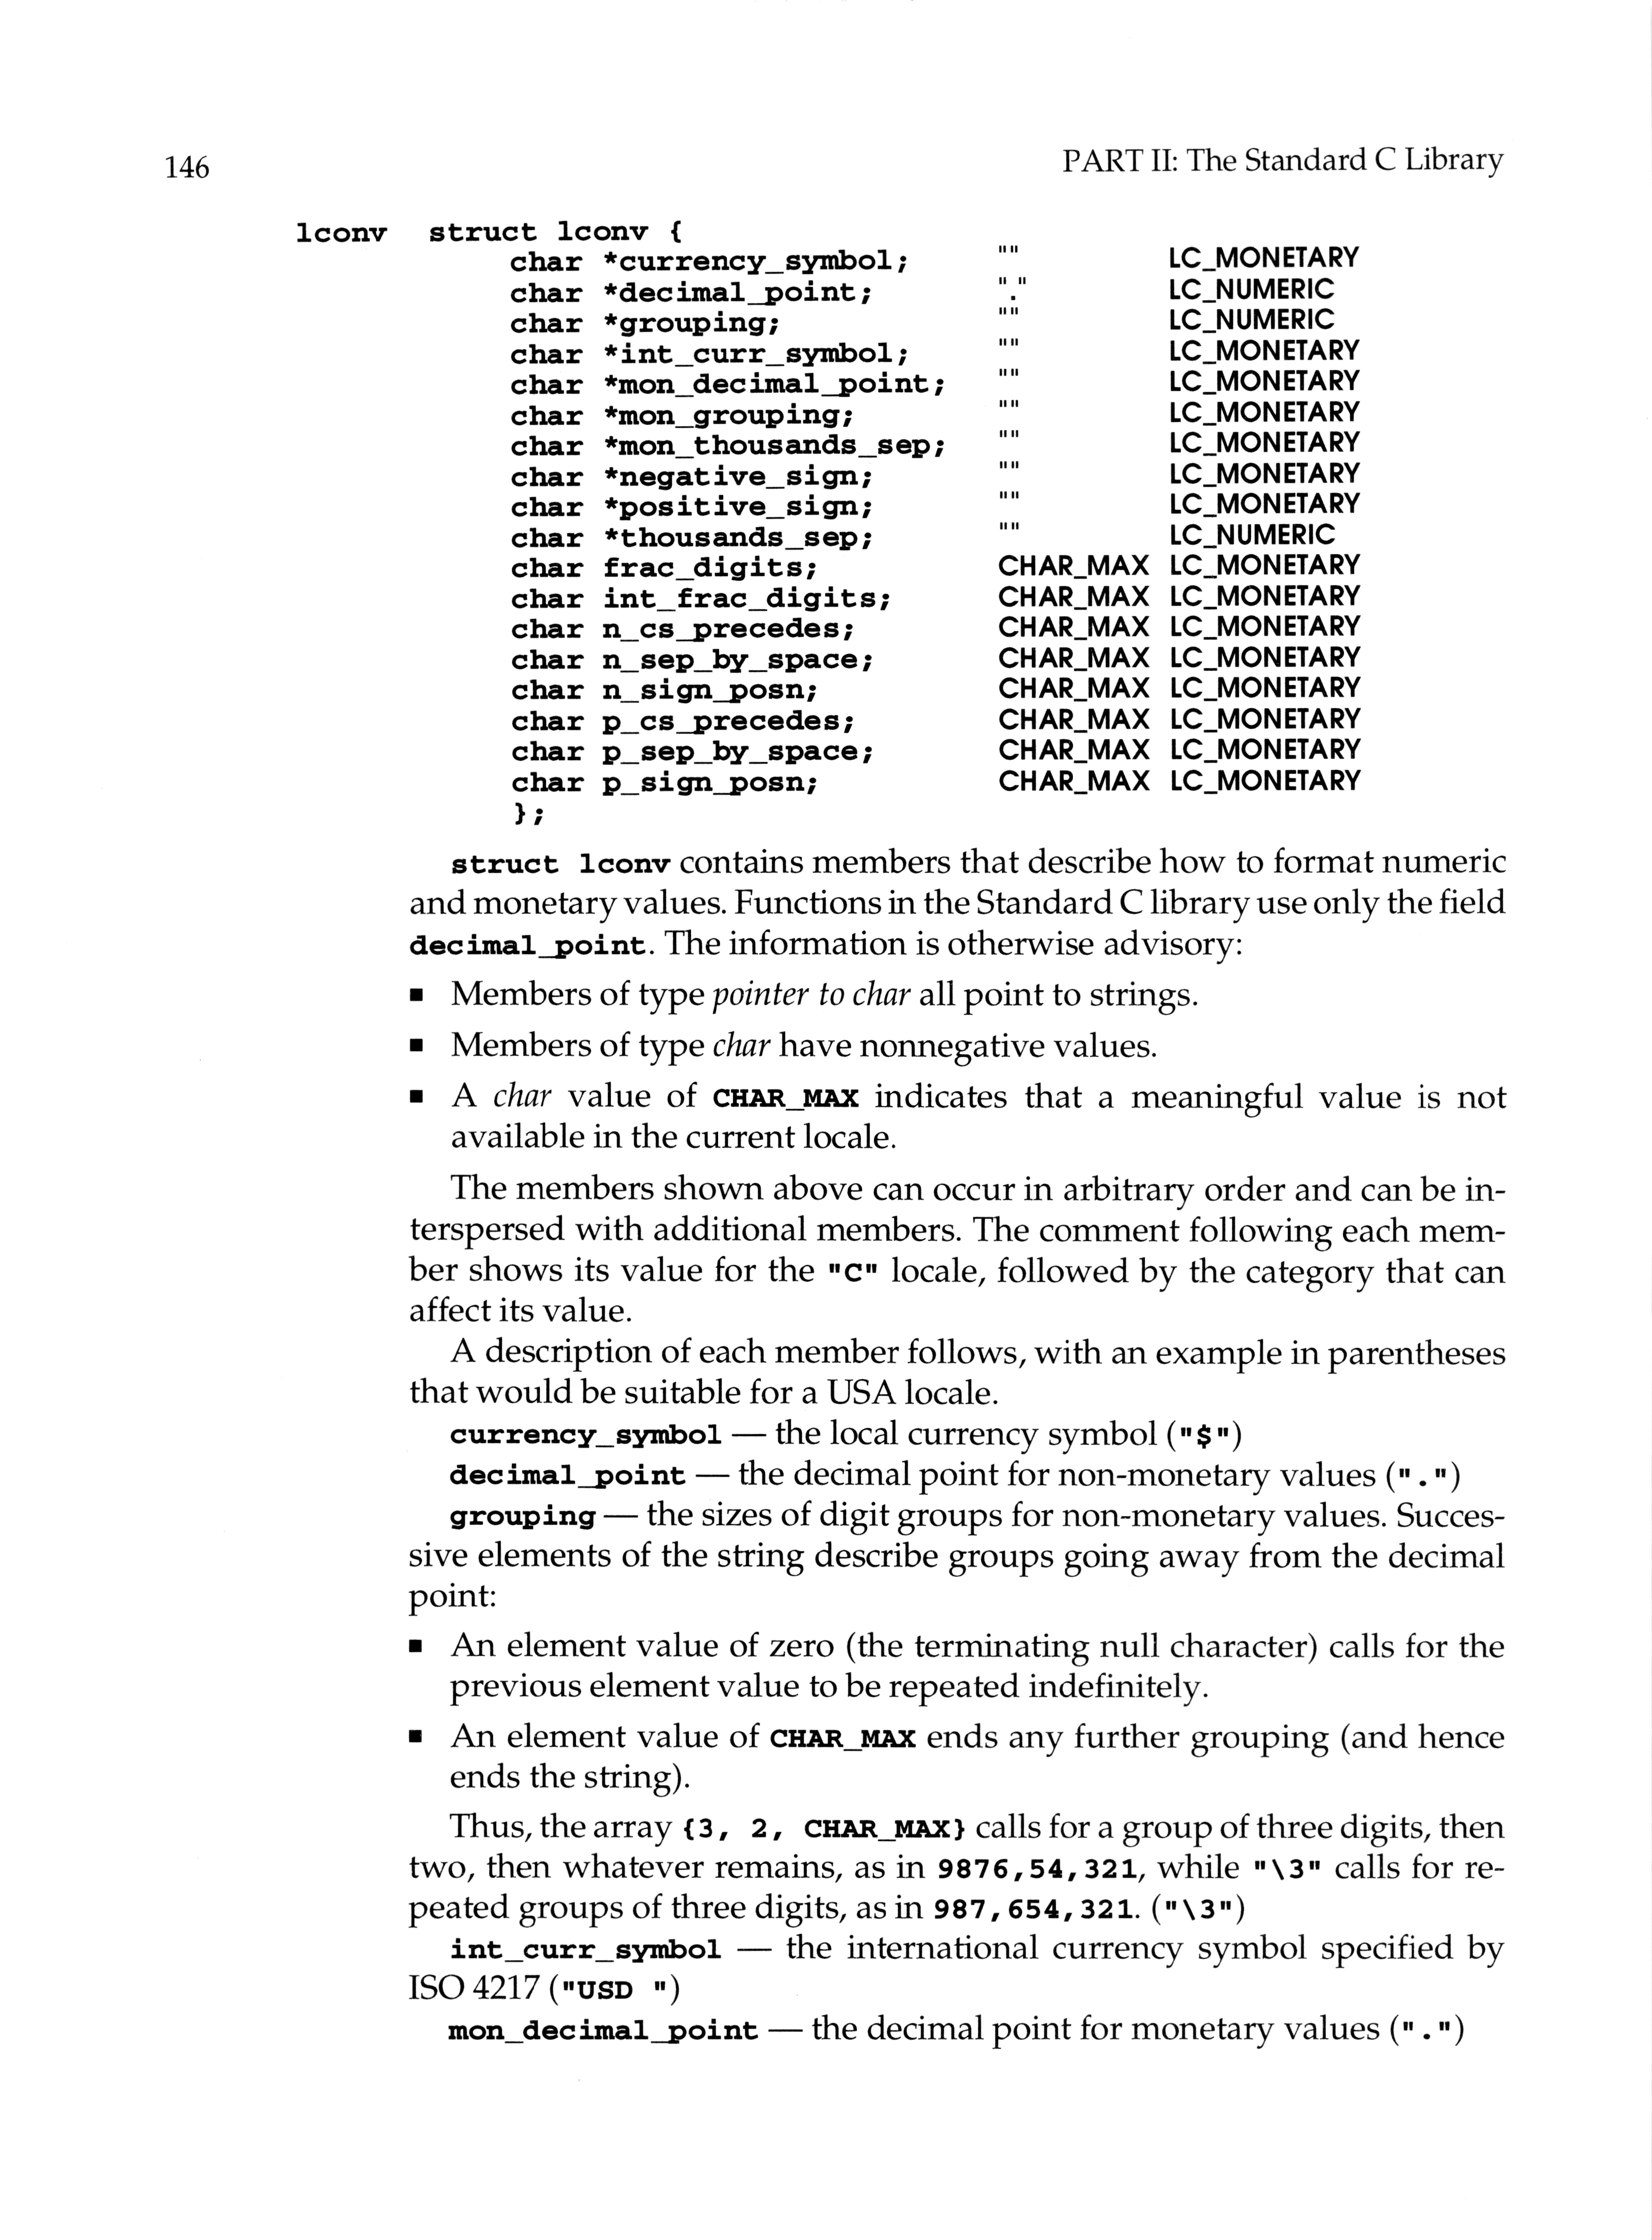 146 PART II: The Standard C Library
lconv struct lconv {
char *currency_symbol; "" LC_MONETARY
char *decimal_point; "." LC_NUMERIC
char *grouping; "" LC_NUMERIC
char *int_curr_symbol; "" LC_MONETARY
char *mon_decimal_point; "" LC_MONETARY
char *mon_grouping; "" LC_MONETARY
char *mon_thousands_sep; "" LC_MONETARY
char *negative_sign; "" LC_MONETARY
char *positive_sign; "" LC_MONETARY
char *thousands_sep; "" LC_NUMERIC
char frac_digits; CHAR_MAX LC_MONETARY
char int_frac_digits; CHAR_MAX LC_MONETARY
char n_cs_precedes; CHAR_MAX LC_MONETARY
char n_sep_by_space; CHAR_MAX LC_MONETARY
char n_sign_posn; CHAR_MAX LC_MONETARY
char p_cs_precedes; CHAR_MAX LC_MONETARY
char p_sep_by_space; CHAR_MAX LC_MONETARY
char p_sign_posn; CHAR_MAX LC_MONETARY
};
struct lconv contains members that describe how to format numeric
and monetary values. Functions in the Standard C library use only the field
decimal_point. The information is otherwise advisory:
▪ Members of type pointer to char all point to strings.
▪ Members of type char have nonnegative values.
▪ A char value of CHAR_MAX indicates that a meaningful value is not
available in the current locale.
The members shown above can occur in arbitrary order and can be in-
terspersed with additional members. The comment following each mem-
ber shows its value for the "C" locale, followed by the category that can
affect its value.
A description of each member follows, with an example in parentheses
that would be suitable for a USA locale.
currency_symbol — the local currency symbol ("$")
decimal_point — the decimal point for non-monetary values (".")
grouping — the sizes of digit groups for non-monetary values. Succes-
sive elements of the string describe groups going away from the decimal
point:
▪ An element value of zero (the terminating null character) calls for the
previous element value to be repeated indefinitely.
▪ An element value of CHAR_MAX ends any further grouping (and hence
ends the string).
Thus, the array {3, 2, CHAR_MAX} calls for a group of three digits, then
two, then whatever remains, as in 9876,54,321, while "\3" calls for re-
peated groups of three digits, as in 987,654,321. ("\3")
int_curr_symbol — the international currency symbol specified by
ISO 4217 ("USD ")
mon_decimal_point — the decimal point for monetary values (".")